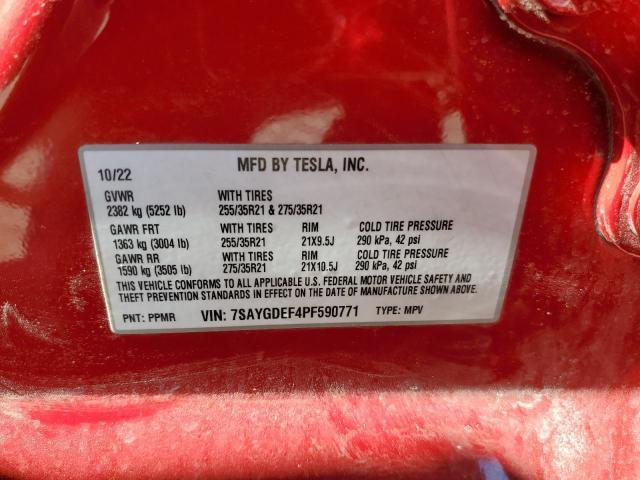 10/22 MFD BY TESLA, INC.
GVWR WITH TIRES
2382 kg (5252 lb) 255/35R21 & 275/35R21
GAWR FRT WITH TIRES RIM COLD TIRE PRESSURE
1363 kg (3004 lb) 255/35R21 21X9.5J 290 kPa, 42 psi
GAWR RR WITH TIRES RIM COLD TIRE PRESSURE
1590 kg (3505 lb) 275/35R21 21X10.5J 290 kPa, 42 psi
THIS VEHICLE CONFORMS TO ALL APPLICABLE U.S. FEDERAL MOTOR VEHICLE SAFETY AND
THEFT PREVENTION STANDARDS IN EFFECT ON THE DATE OF MANUFACTURE SHOWN ABOVE.
PNT: PPMR VIN: 7SAYGDEF4PF590771 TYPE: MPV